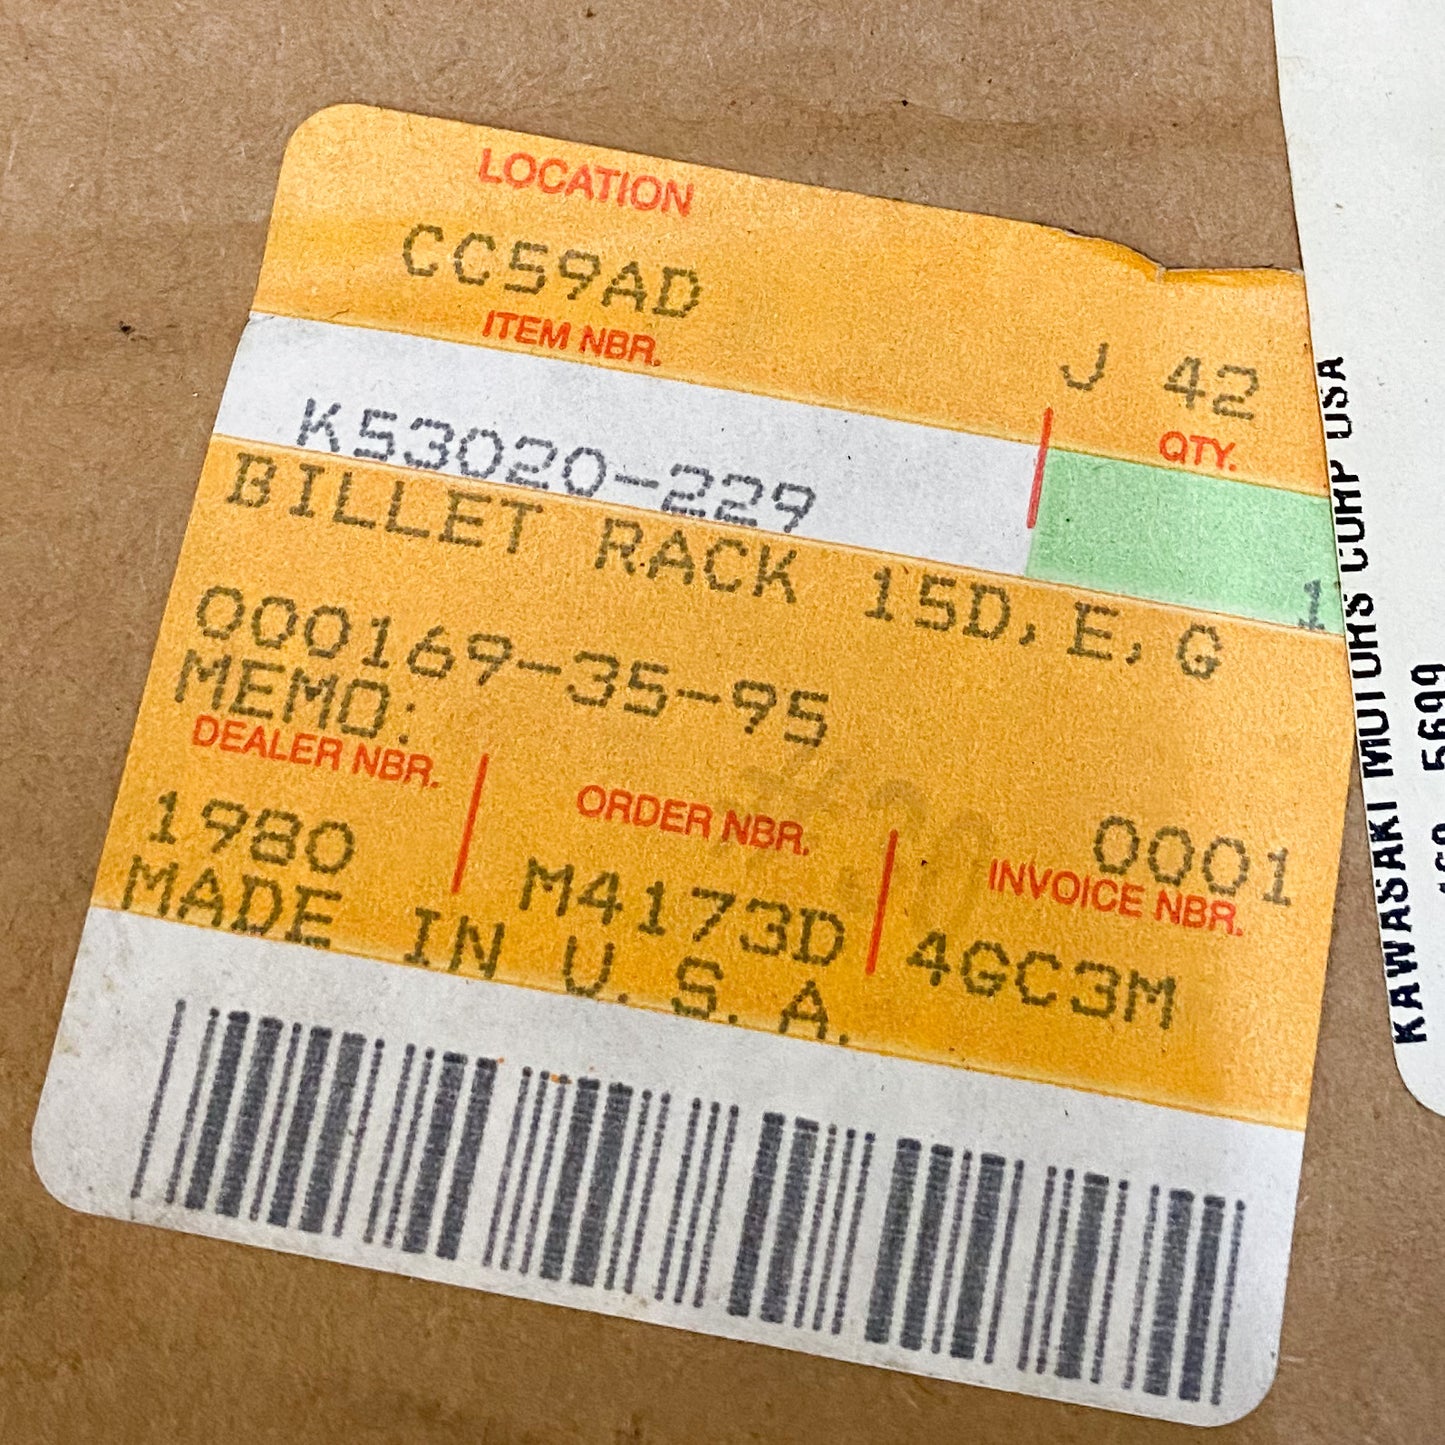 LOCATION
CC59AD
J 42
ITEM NBR.
QTY.
K53020-229
1
BILLET RACK 15D, E, G
000169-35-95
MEMO:
DEALER NBR.
ORDER NBR.
0001
INVOICE NBR.
1980
M4173D
4GC3M
MADE IN U.S.A.
KAWASAKI MOTORS CORP USA
5699